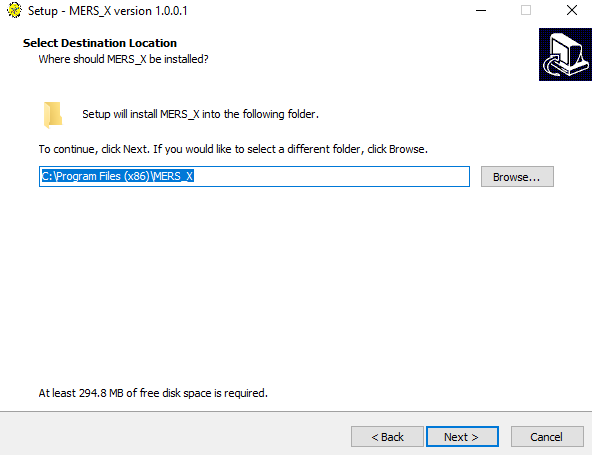 Setup - MERS_X version 1.0.0.1
Select Destination Location
Where should MERS_X be installed?
Setup will install MERS_X into the following folder.
To continue, click Next. If you would like to select a different folder, click Browse.
C:\Program Files (x86)\MERS_X
Browse...
At least 294.8 MB of free disk space is required.
< Back
Next >
Cancel